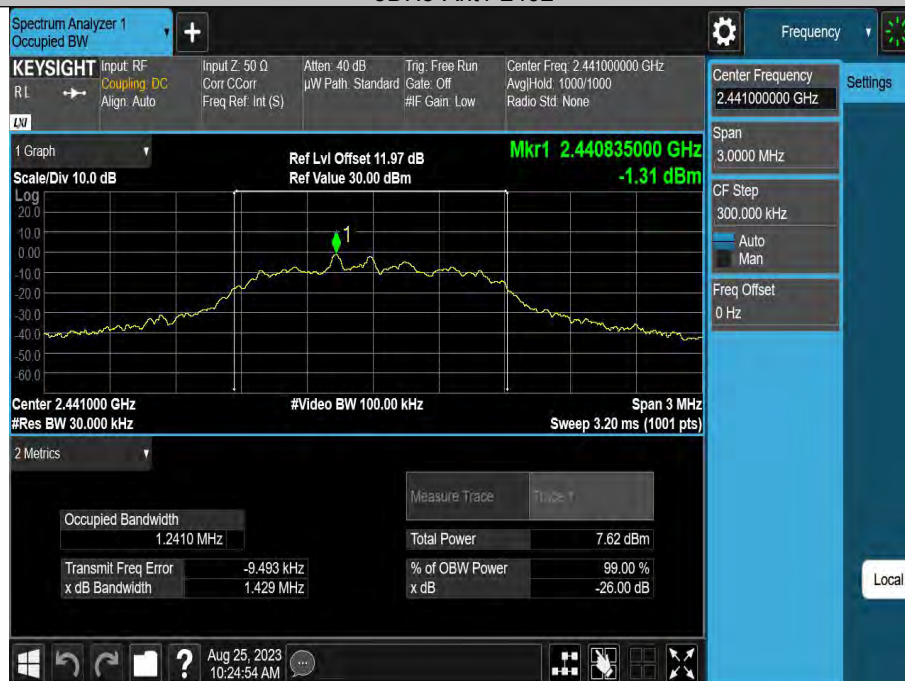 Spectrum Analyzer 1
Occupied BW
+
Frequency
KEYSIGHT
RL
LXI
Input: RF
Coupling: DC
Align: Auto
Input Z: 50 Ω
Corr CCorr
Freq Ref: Int (S)
Atten: 40 dB
µW Path: Standard
Trig: Free Run
Gate: Off
#IF Gain: Low
Center Freq: 2.441000000 GHz
Avg|Hold: 1000/1000
Radio Std: None
Center Frequency
2.441000000 GHz
Settings
Span
3.0000 MHz
CF Step
300.000 kHz
Auto
Man
Freq Offset
0 Hz
Local
1 Graph
Scale/Div 10.0 dB
Ref Lvl Offset 11.97 dB
Ref Value 30.00 dBm
Mkr1 2.440835000 GHz
-1.31 dBm
Log
20.0
10.0
0.00
-10.0
-20.0
-30.0
-40.0
-50.0
-60.0
1
Center 2.441000 GHz
#Video BW 100.00 kHz
Span 3 MHz
#Res BW 30.000 kHz
Sweep 3.20 ms (1001 pts)
2 Metrics
Measure Trace
Occupied Bandwidth
1.2410 MHz
Total Power
7.62 dBm
Transmit Freq Error
-9.493 kHz
% of OBW Power
99.00 %
x dB Bandwidth
1.429 MHz
x dB
-26.00 dB
?
Aug 25, 2023
10:24:54 AM